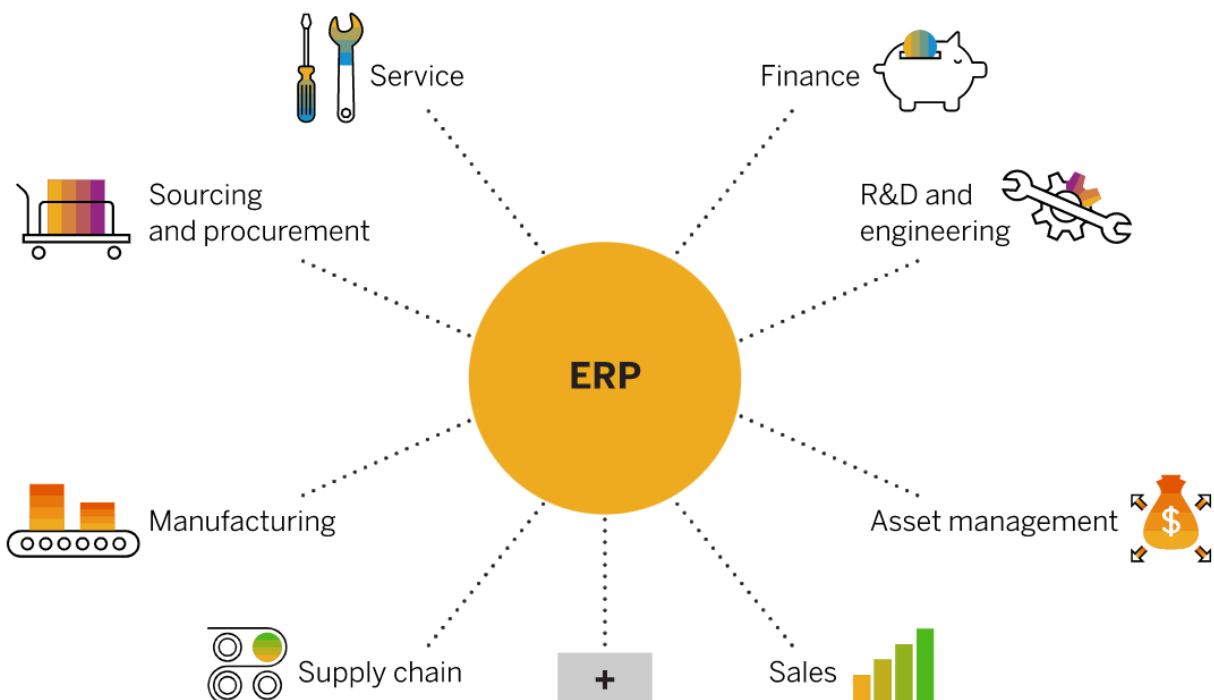 Service
Finance
Sourcing
and procurement
R&D and
engineering
ERP
Manufacturing
Asset management
$
Supply chain
+
Sales